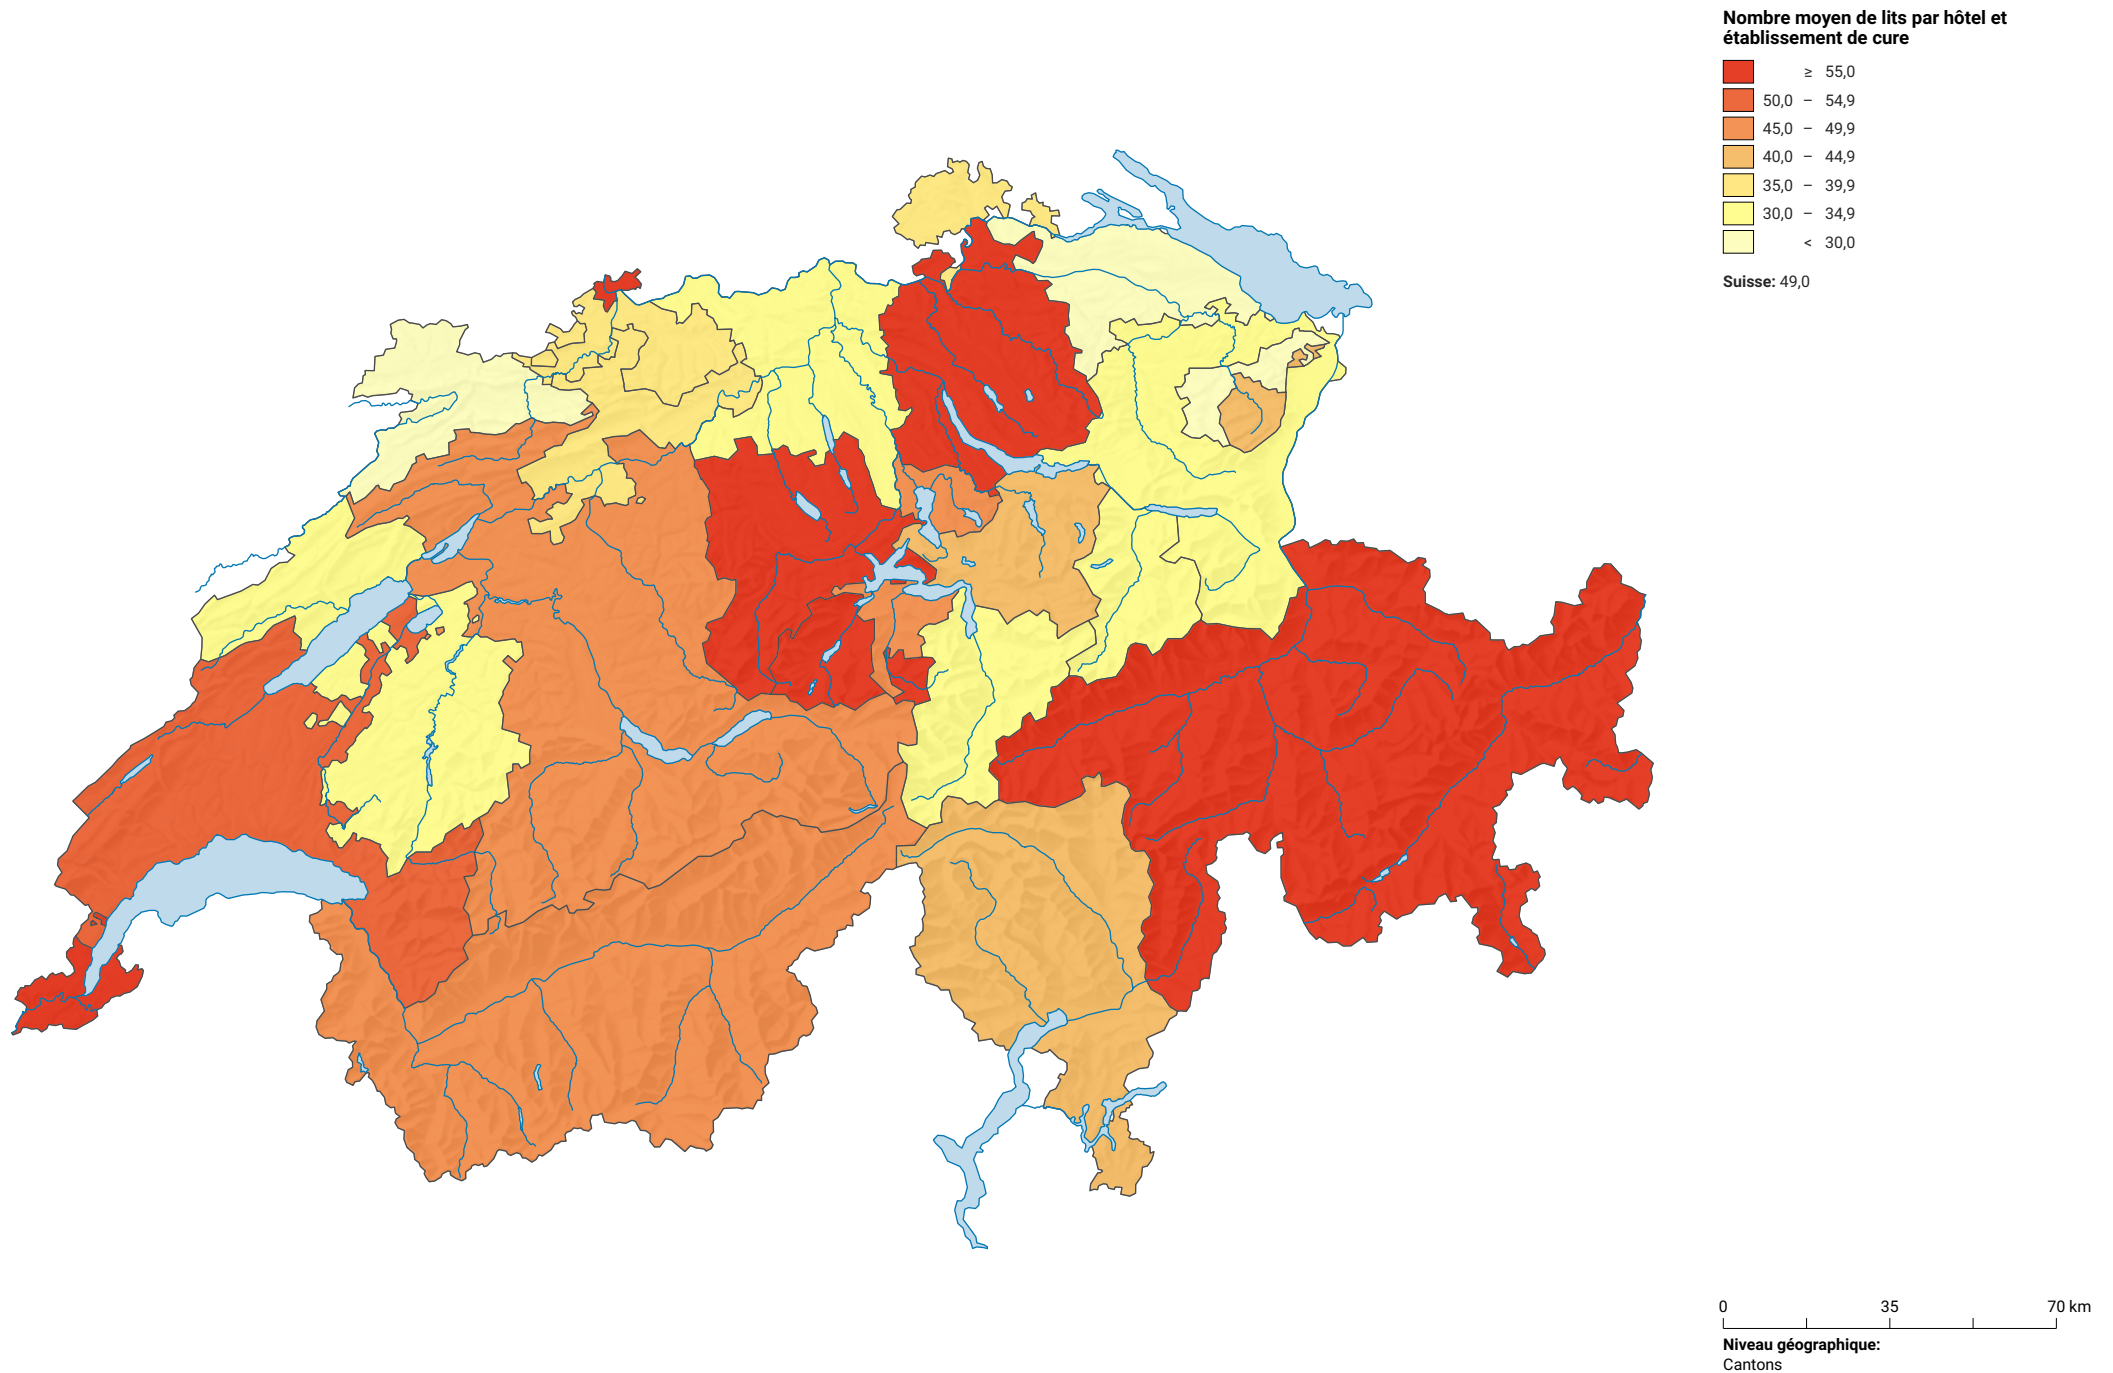 Nombre moyen de lits par hôtel et
établissement de cure
≥ 55,0
50,0 – 54,9
45,0 – 49,9
40,0 – 44,9
35,0 – 39,9
30,0 – 34,9
< 30,0
Suisse: 49,0
0 35 70 km
Niveau géographique:
Cantons